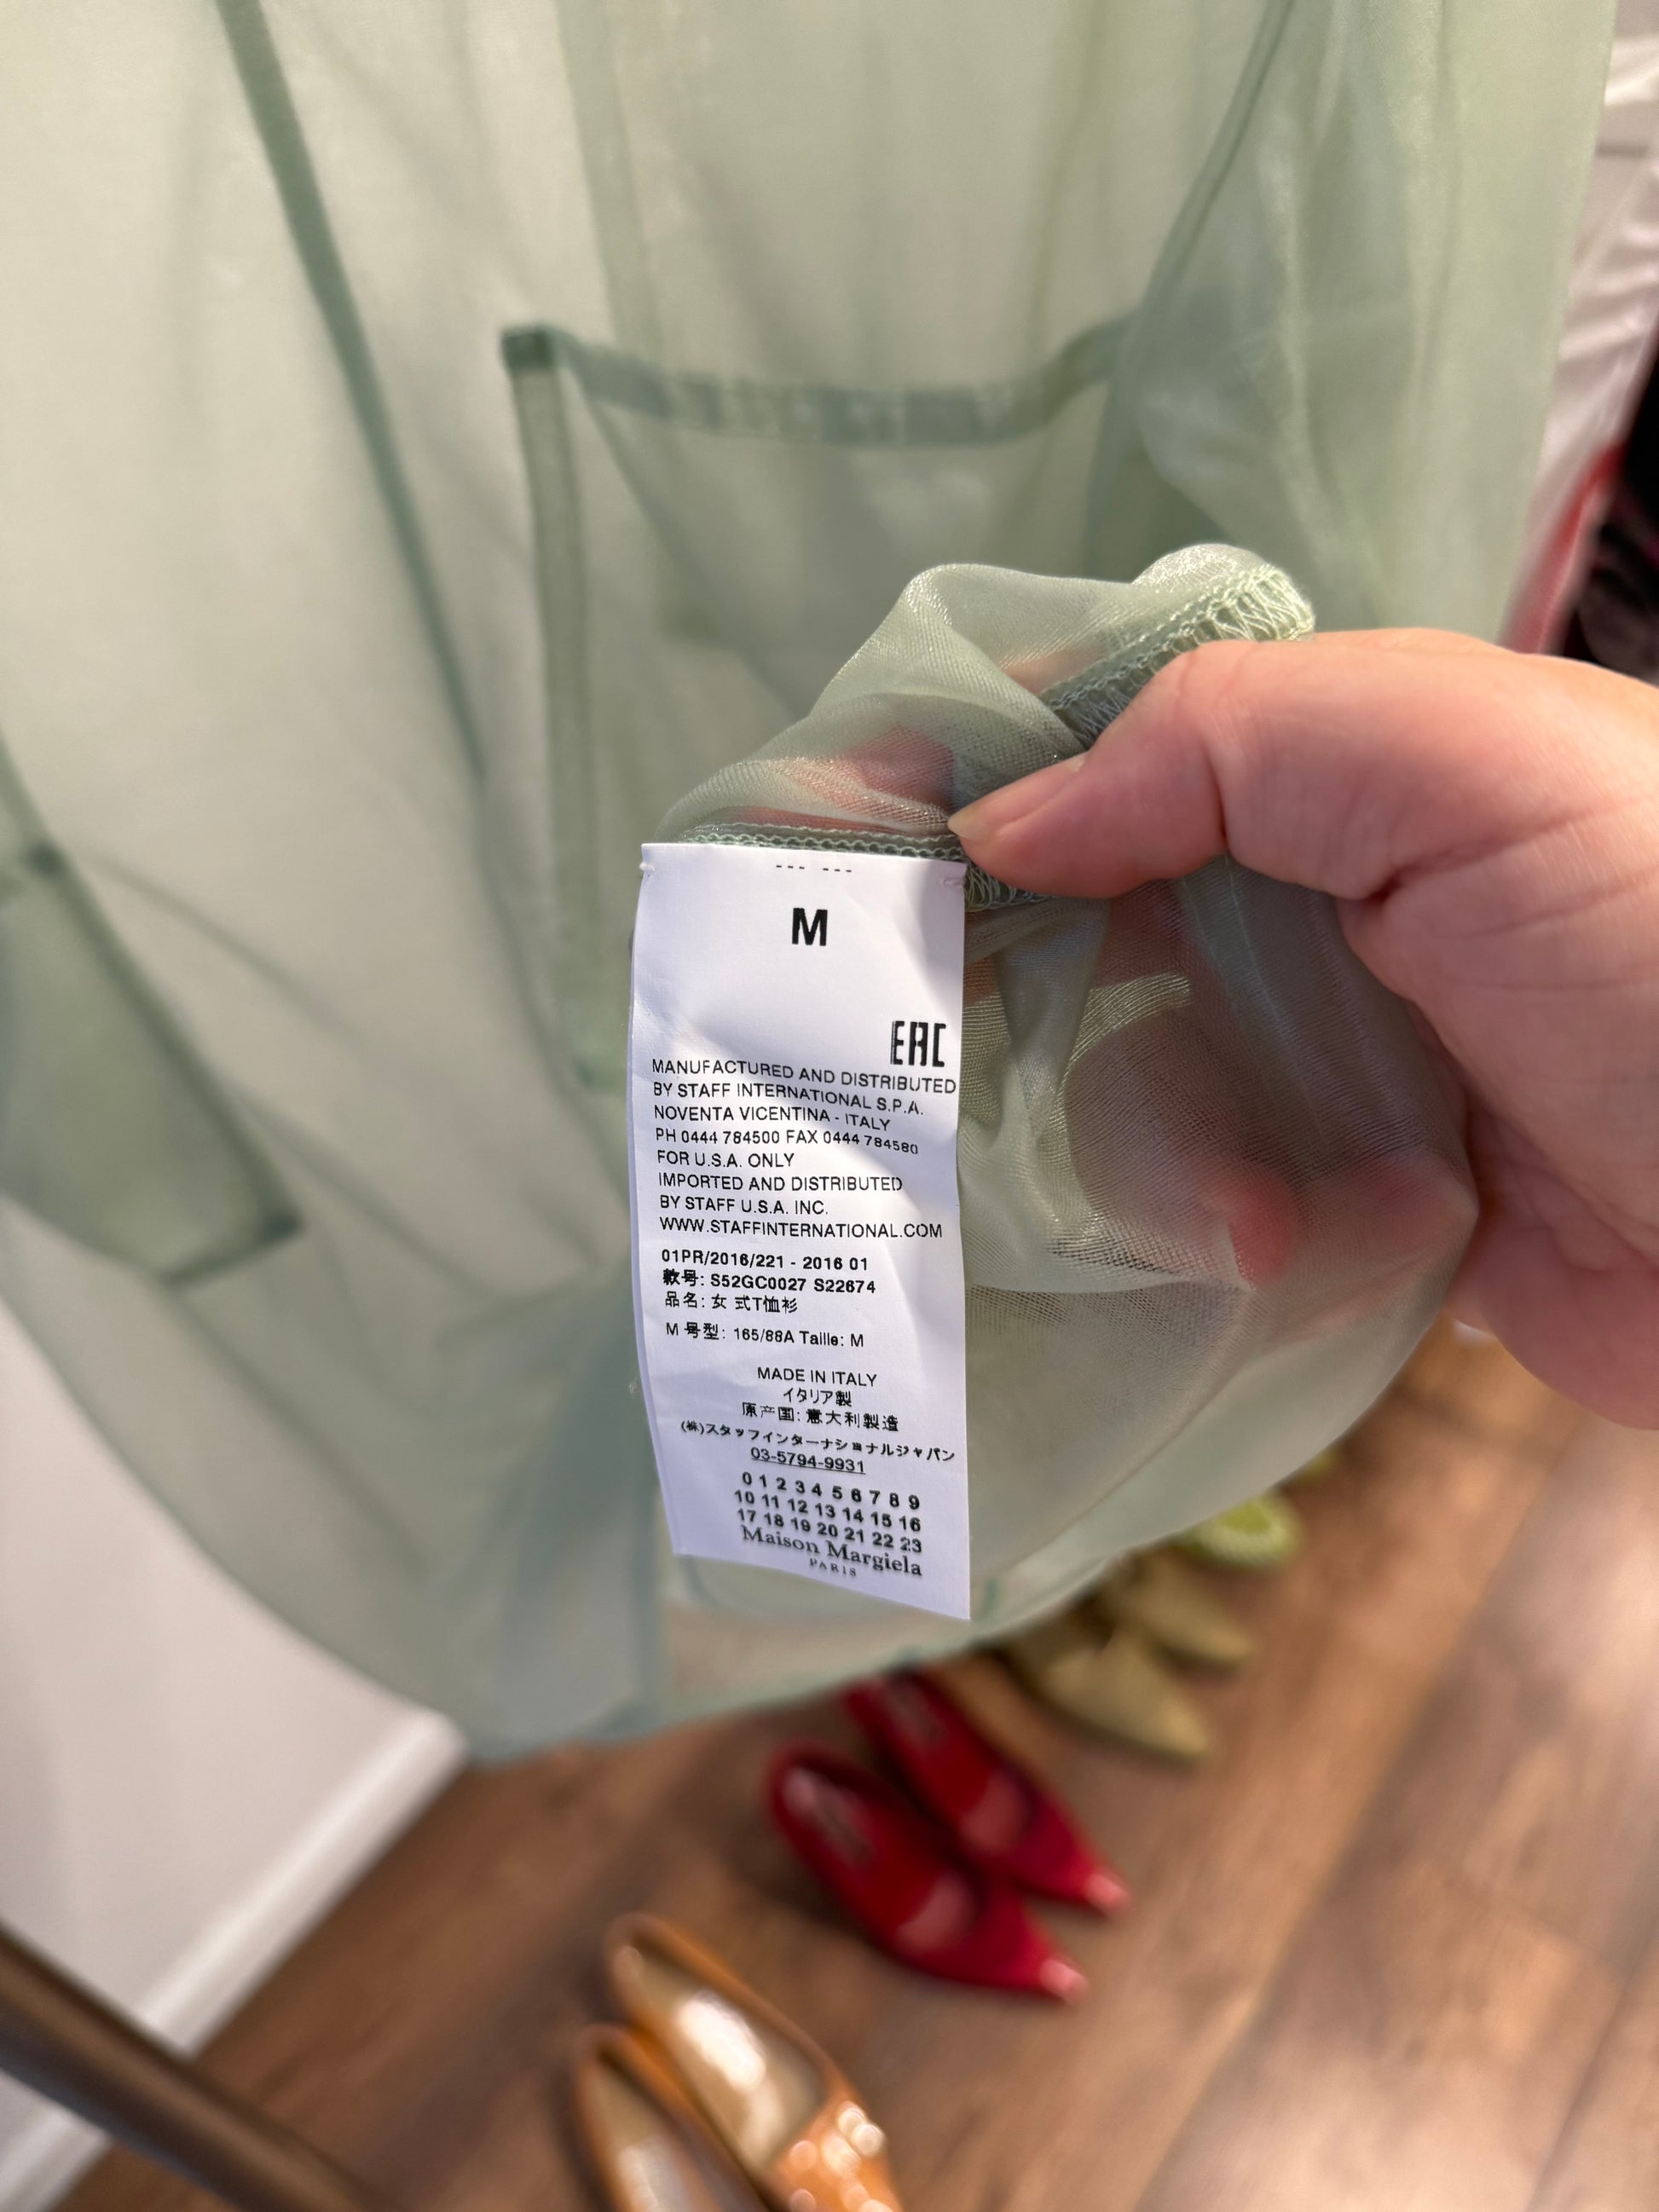 M
EAC
MANUFACTURED AND DISTRIBUTED
BY STAFF INTERNATIONAL S.P.A.
NOVENTA VICENTINA - ITALY
PH 0444 784500 FAX 0444 784580
FOR U.S.A. ONLY
IMPORTED AND DISTRIBUTED
BY STAFF U.S.A. INC.
WWW.STAFFINTERNATIONAL.COM
01PR/2016/221 - 2016 01
款号: S52GC0027 S22674
品名: 女 式T恤衫
M 号型: 165/88A Taille: M
MADE IN ITALY
イタリア製
原产国: 意大利製造
(株)スタッフインターナショナルジャパン
03-5794-9931
0 1 2 3 4 5 6 7 8 9
10 11 12 13 14 15 16
17 18 19 20 21 22 23
Maison Margiela
PARIS